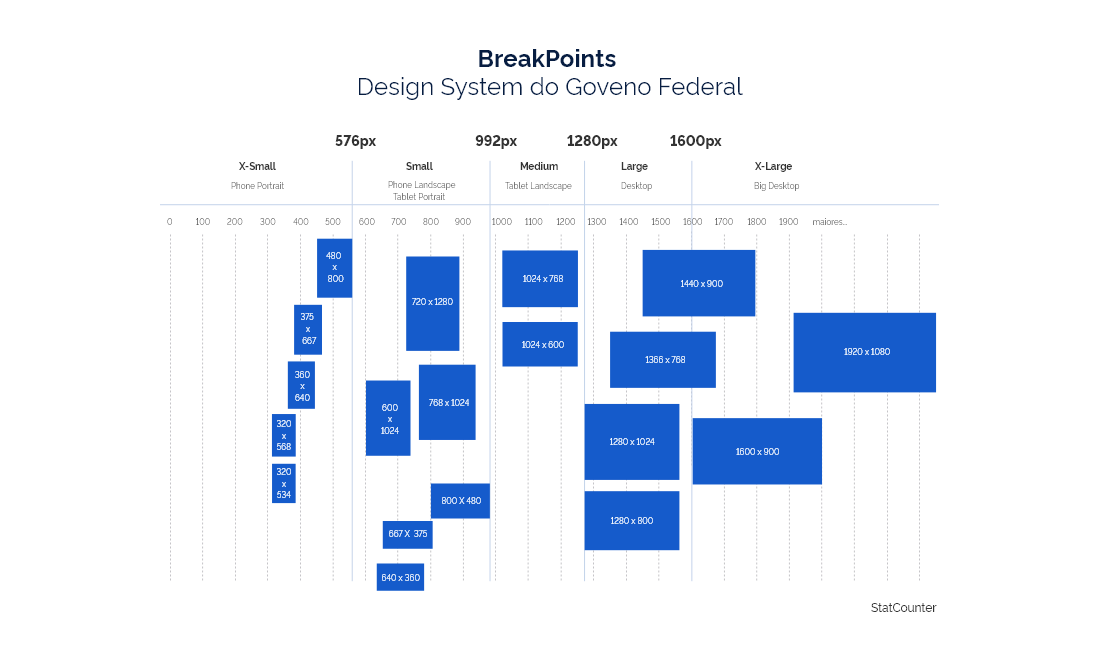 BreakPoints
Design System do Goveno Federal
576px 992px 1280px 1600px
X-Small Small Medium Large X-Large
Phone Portrait Phone Landscape Tablet Landscape Desktop Big Desktop
Tablet Portrait
0 100 200 300 400 500 600 700 800 900 1000 1100 1200 1300 1400 1500 1600 1700 1800 1900 maiores..
480
x
800
375
x
667
360
x
640
320
x
568
320
x
534
720 x 1280
600
x
1024
768 x 1024
800 X 480
667 X 375
640 x 360
1024 x 768
1024 x 600
1440 x 900
1366 x 768
1280 x 1024
1280 x 800
1920 x 1080
1600 x 900
StatCounter